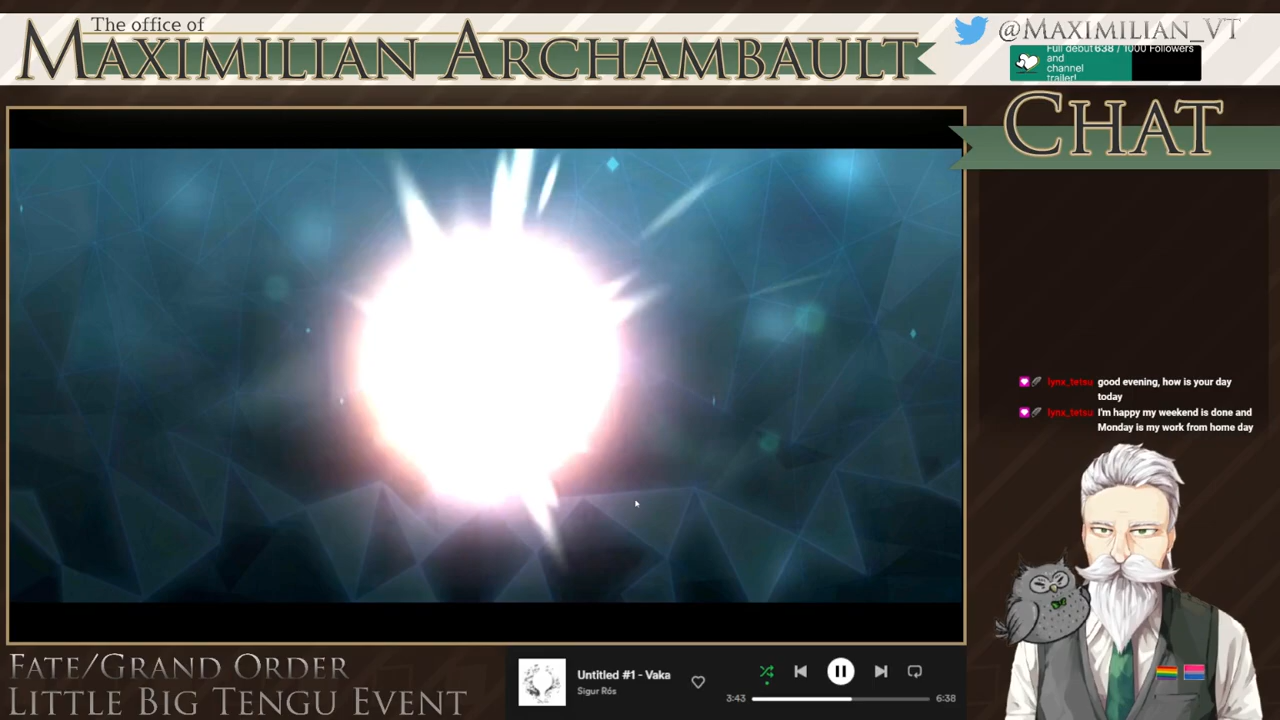 The office of
Maximilian Archambault
@Maximilian_VT
Full debut 638 / 1000 Followers
and
channel
trailer!
Chat
lynx_tetsu good evening, how is your day
today
lynx_tetsu I'm happy my weekend is done and
Monday is my work from home day
Fate/Grand Order
Little Big Tengu Event
Untitled #1 - Vaka
Sigur Rós
3:43
6:38